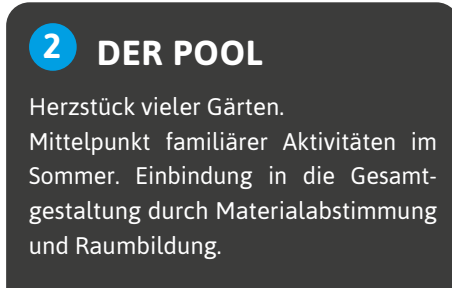 2 DER POOL
Herzstück vieler Gärten.
Mittelpunkt familiärer Aktivitäten im
Sommer. Einbindung in die Gesamt-
gestaltung durch Materialabstimmung
und Raumbildung.